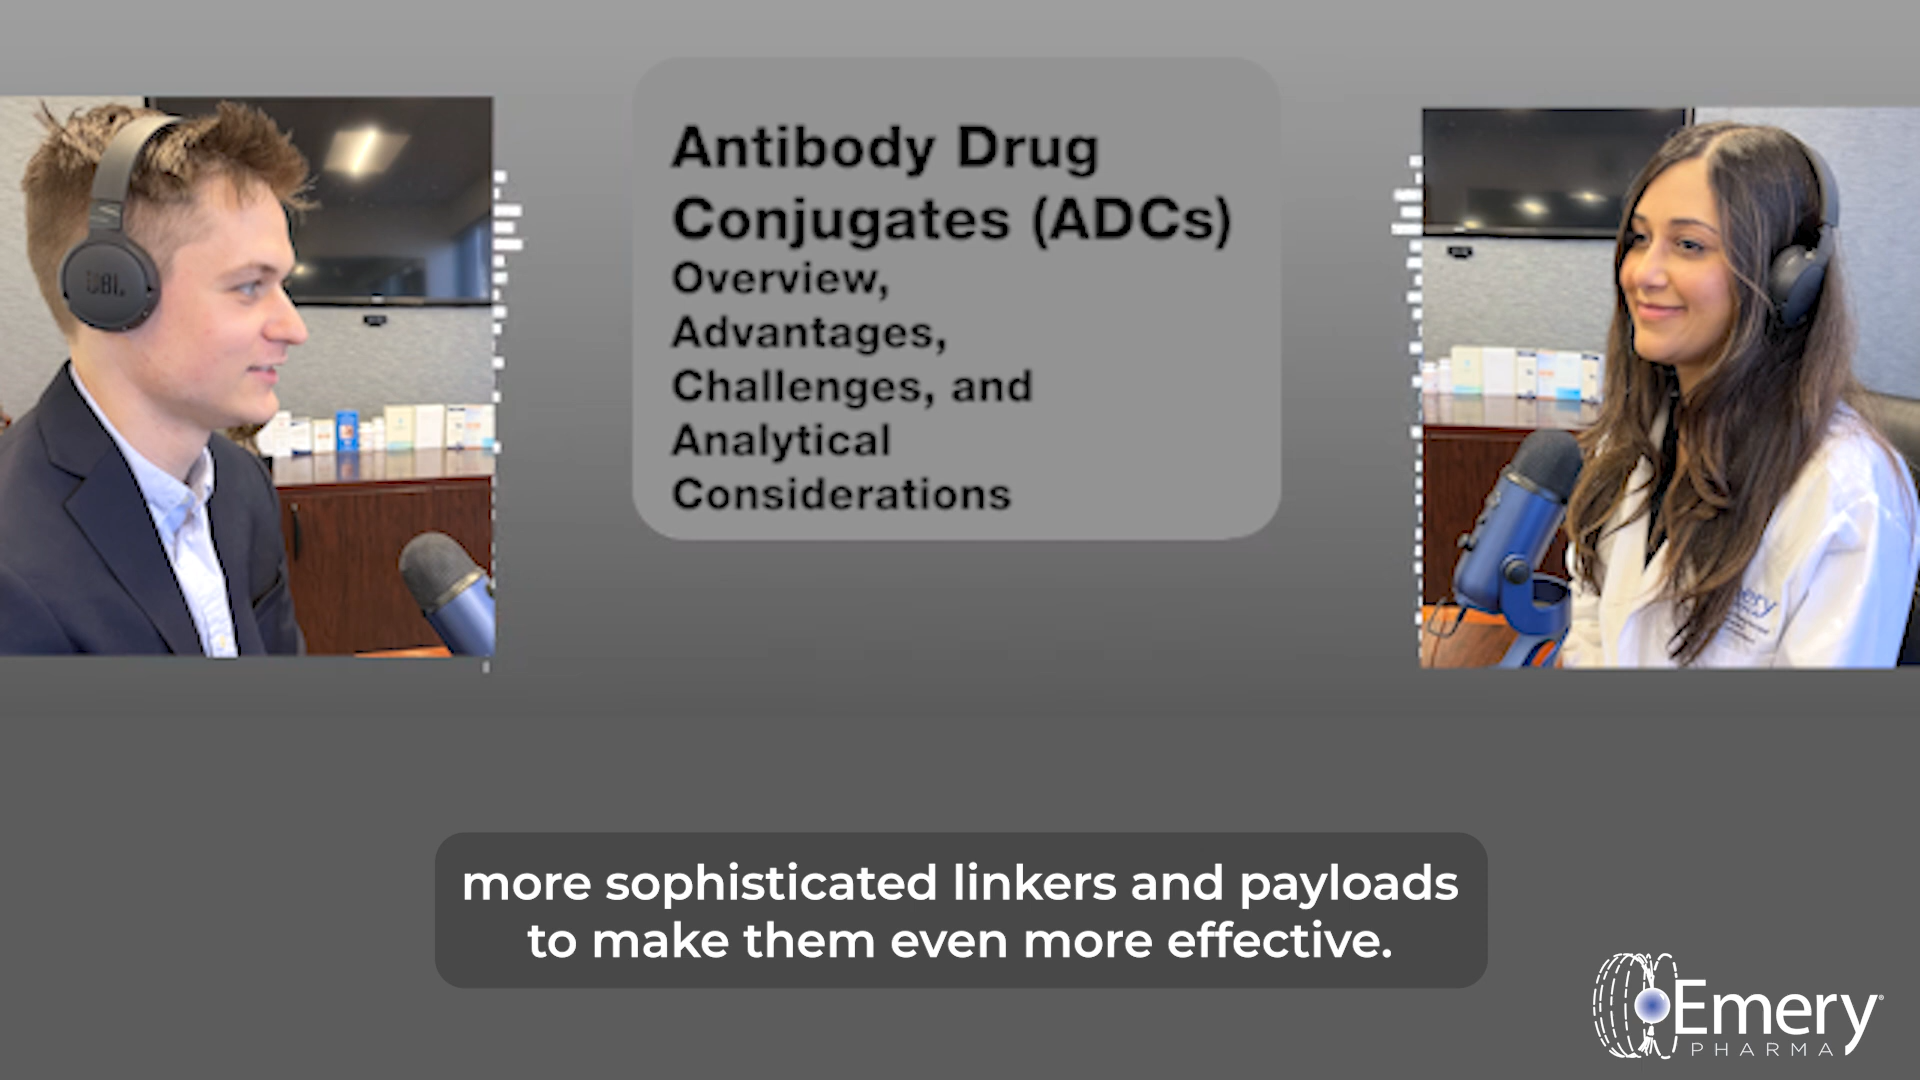 Antibody Drug
Conjugates (ADCs)
Overview,
Advantages,
Challenges, and
Analytical
Considerations
JBL
more sophisticated linkers and payloads
to make them even more effective.
Emery
PHARMA